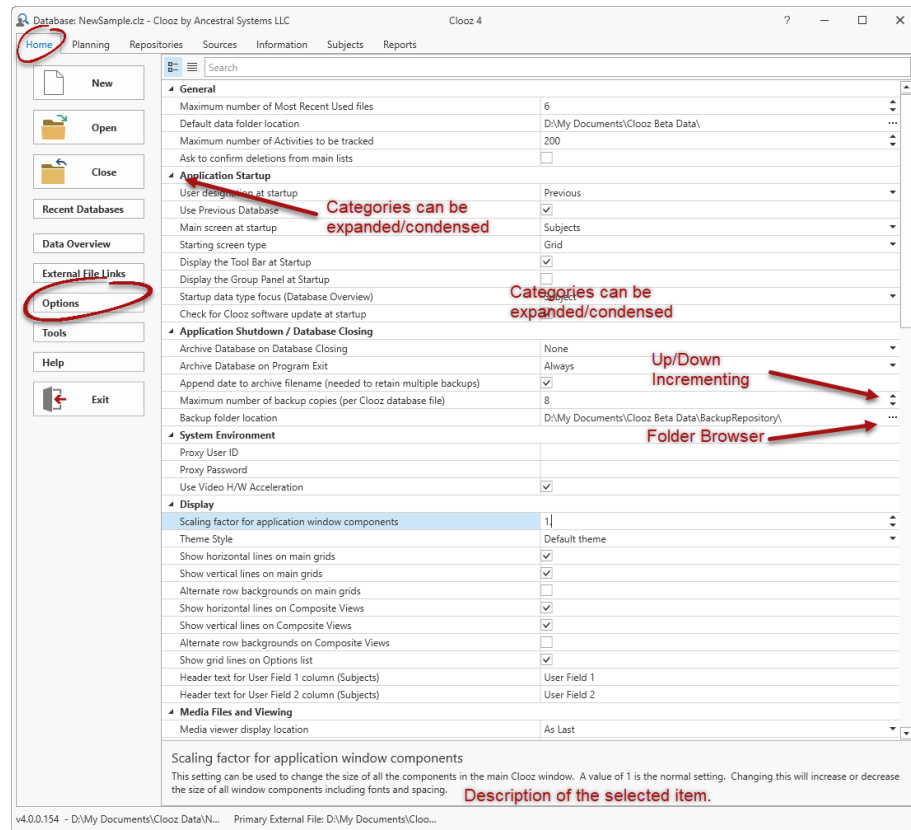 Database: NewSample.clz - Clooz by Ancestral Systems LLC Clooz 4
Home Planning Repositories Sources Information Subjects Reports
New
Open
Close
Recent Databases
Data Overview
External File Links
Options
Tools
Help
Exit
Search
General
Maximum number of Most Recent Used files 6
Default data folder location D:\My Documents\Clooz Beta Data\
Maximum number of Activities to be tracked 200
Ask to confirm deletions from main lists
Application Startup
User designation at startup Previous
Use Previous Database
Categories can be
expanded/condensed
Main screen at startup Subjects
Starting screen type Grid
Display the Tool Bar at Startup
Display the Group Panel at Startup
Startup data type focus (Database Overview) Subject
Categories can be
expanded/condensed
Check for Clooz software update at startup
Application Shutdown / Database Closing
Archive Database on Database Closing None
Archive Database on Program Exit Always
Up/Down
Incrementing
Append date to archive filename (needed to retain multiple backups)
Maximum number of backup copies (per Clooz database file) 8
Backup folder location D:\My Documents\Clooz Beta Data\BackupRepository\
Folder Browser
System Environment
Proxy User ID
Proxy Password
Use Video H/W Acceleration
Display
Scaling factor for application window components 1.
Theme Style Default theme
Show horizontal lines on main grids
Show vertical lines on main grids
Alternate row backgrounds on main grids
Show horizontal lines on Composite Views
Show vertical lines on Composite Views
Alternate row backgrounds on Composite Views
Show grid lines on Options list
Header text for User Field 1 column (Subjects) User Field 1
Header text for User Field 2 column (Subjects) User Field 2
Media Files and Viewing
Media viewer display location As Last
Scaling factor for application window components
This setting can be used to change the size of all the components in the main Clooz window. A value of 1 is the normal setting. Changing this will increase or decrease
the size of all window components including fonts and spacing.
Description of the selected item.
v4.0.0.154 - D:\My Documents\Clooz Data\N... Primary External File: D:\My Documents\Cloo...